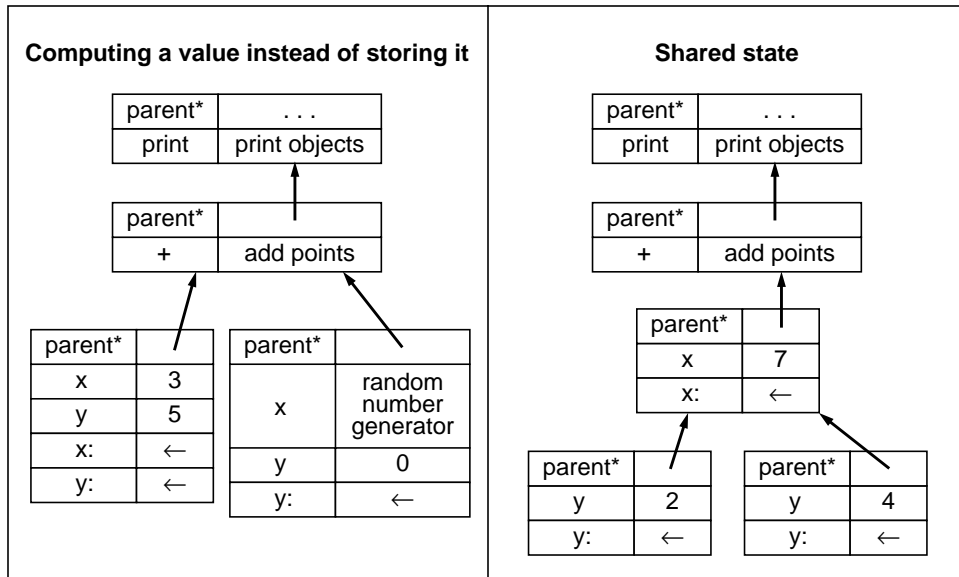 Computing a value instead of storing it
parent* . . .
print print objects
parent*
+ add points
parent*
x 3
y 5
x: ←
y: ←
parent*
x random
number
generator
y 0
y: ←
Shared state
parent* . . .
print print objects
parent*
+ add points
parent*
x 7
x: ←
parent*
y 2
y: ←
parent*
y 4
y: ←